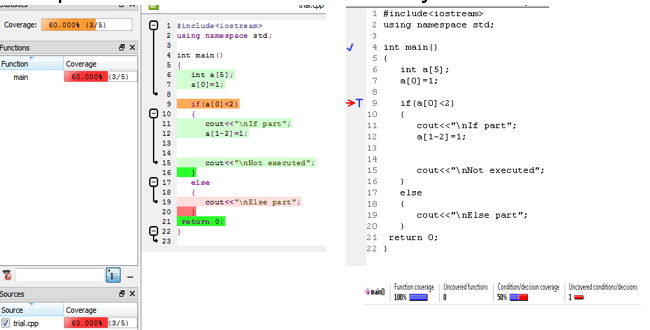 Statistics
Coverage: 60.000% (3/5)
Functions
Function Coverage
main 60.000% (3/5)
Sources
Source Coverage
trial.cpp 60.000% (3/5)
trial.cpp
1 #include<iostream>
2 using namespace std;
3
4 int main()
5 {
6 int a[5];
7 a[0]=1;
8
9 if(a[0]<2)
10 {
11 cout<<"\nIf part";
12 a[1-2]=1;
13
14
15 cout<<"\nNot executed";
16 }
17 else
18 {
19 cout<<"\nElse part";
20 }
21 return 0;
22 }
23
1 #include<iostream>
2 using namespace std;
3
4 int main()
5 {
6 int a[5];
7 a[0]=1;
8
9 if(a[0]<2)
T
10 {
11 cout<<"\nIf part";
12 a[1-2]=1;
13
14
15 cout<<"\nNot executed";
16 }
17 else
18 {
19 cout<<"\nElse part";
20 }
21 return 0;
22 }
Function coverage Uncovered functions Condition/decision coverage Uncovered conditions/decisions
main() 100% 0 50% 1